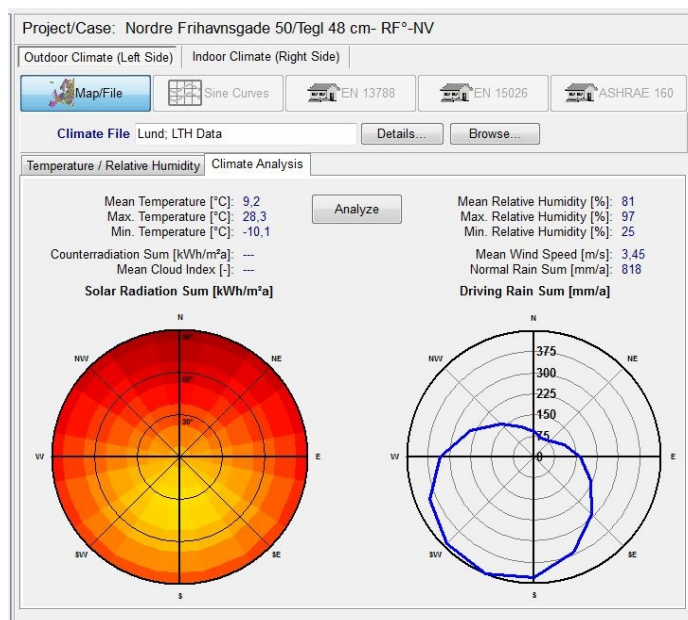 Project/Case: Nordre Frihavnsgade 50/Tegl 48 cm- RF°-NV
Outdoor Climate (Left Side) Indoor Climate (Right Side)
Map/File Sine Curves EN 13788 EN 15026 ASHRAE 160
Climate File Lund; LTH Data Details... Browse...
Temperature / Relative Humidity Climate Analysis
Mean Temperature [°C]: 9,2
Max. Temperature [°C]: 28,3
Min. Temperature [°C]: -10,1
Counterradiation Sum [kWh/m²a]: ---
Mean Cloud Index [-]: ---
Analyze
Mean Relative Humidity [%]: 81
Max. Relative Humidity [%]: 97
Min. Relative Humidity [%]: 25
Mean Wind Speed [m/s]: 3,45
Normal Rain Sum [mm/a]: 818
Solar Radiation Sum [kWh/m²a]
N
NW NE
90°
60°
30°
W E
SW SE
S
Driving Rain Sum [mm/a]
N
NW NE
375
300
225
150
75
0
W E
SW SE
S